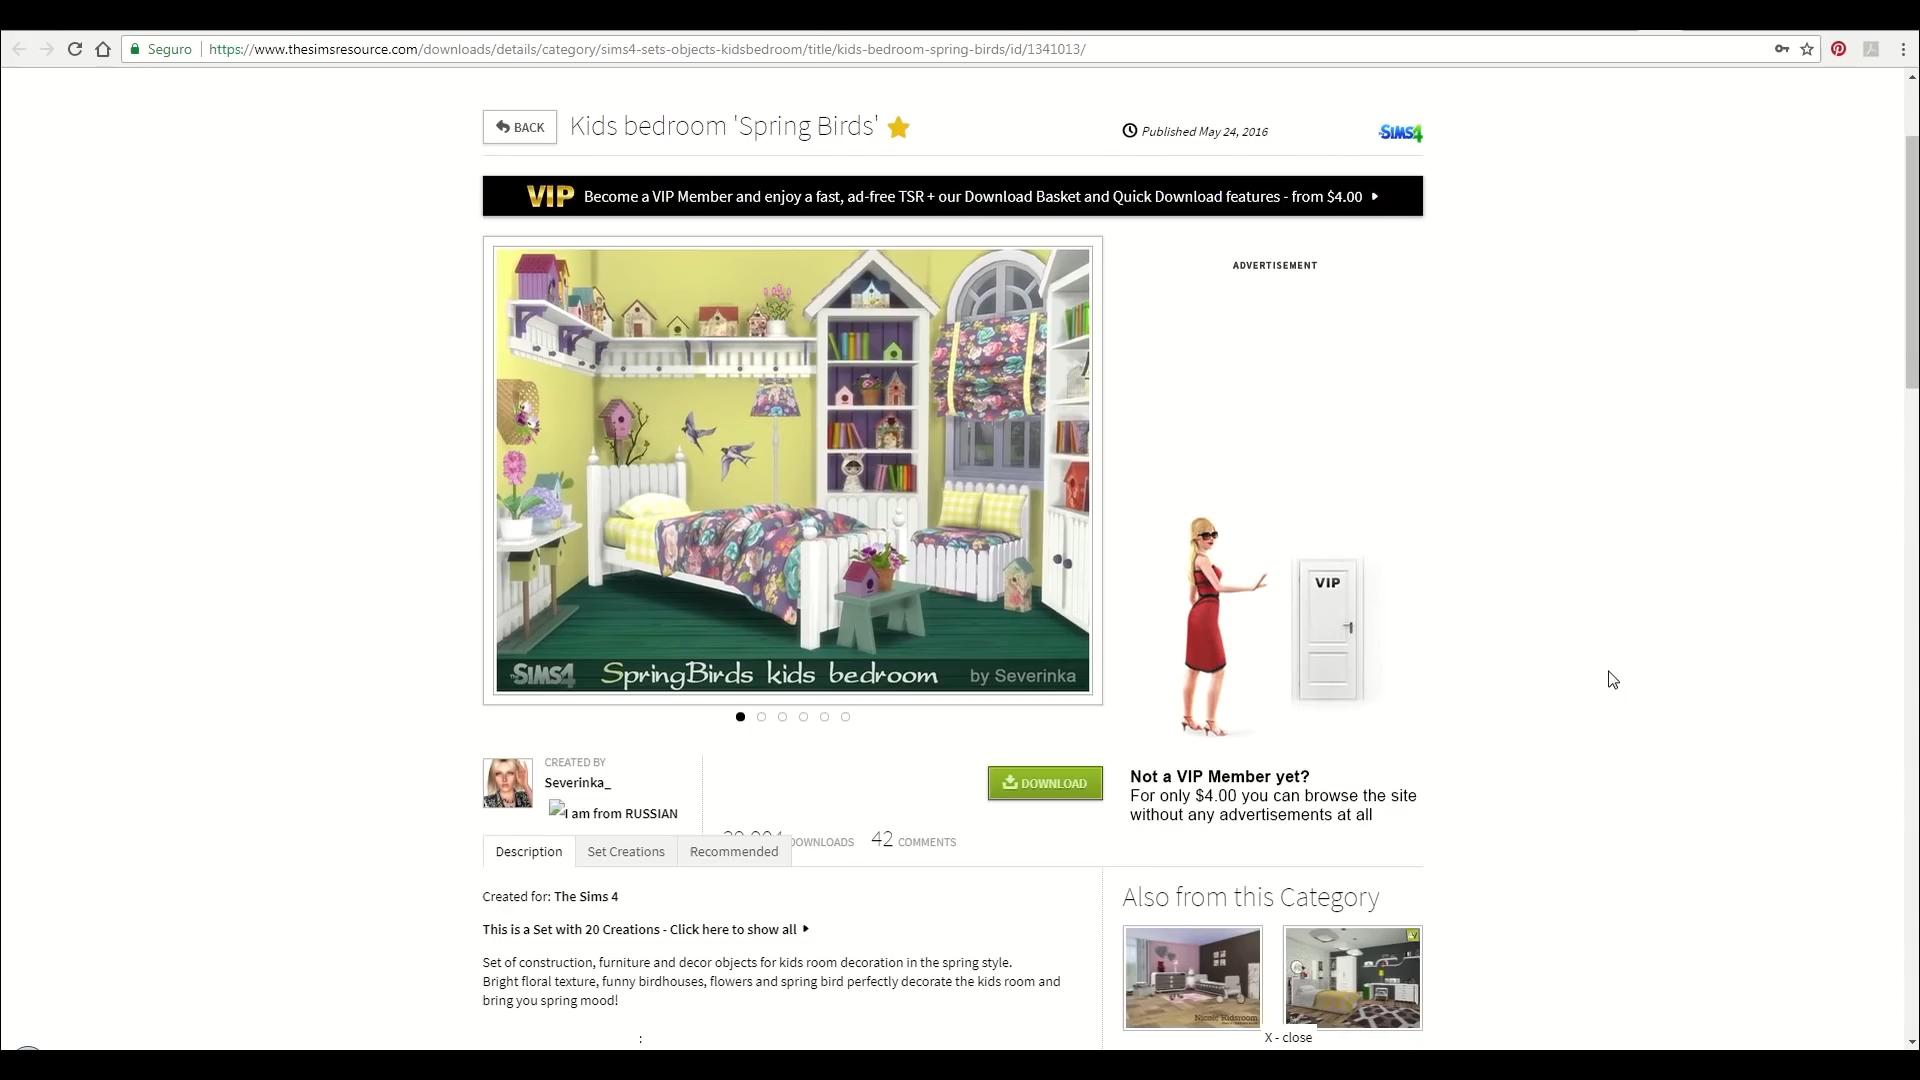 Seguro
https://www.thesimsresource.com/downloads/details/category/sims4-sets-objects-kidsbedroom/title/kids-bedroom-spring-birds/id/1341013/
BACK
Kids bedroom 'Spring Birds'
Published May 24, 2016
SIMS4
VIP Become a VIP Member and enjoy a fast, ad-free TSR + our Download Basket and Quick Download features - from $4.00
ADVERTISEMENT
VIP
THE SIMS4 SpringBirds kids bedroom by Severinka
CREATED BY
Severinka_
I am from RUSSIAN
DOWNLOAD
Not a VIP Member yet?
For only $4.00 you can browse the site
without any advertisements at all
DOWNLOADS 42 COMMENTS
Description Set Creations Recommended
Created for: The Sims 4
This is a Set with 20 Creations - Click here to show all
Set of construction, furniture and decor objects for kids room decoration in the spring style.
Bright floral texture, funny birdhouses, flowers and spring bird perfectly decorate the kids room and
bring you spring mood!
:
Also from this Category
Nicole Kidsroom
X - close